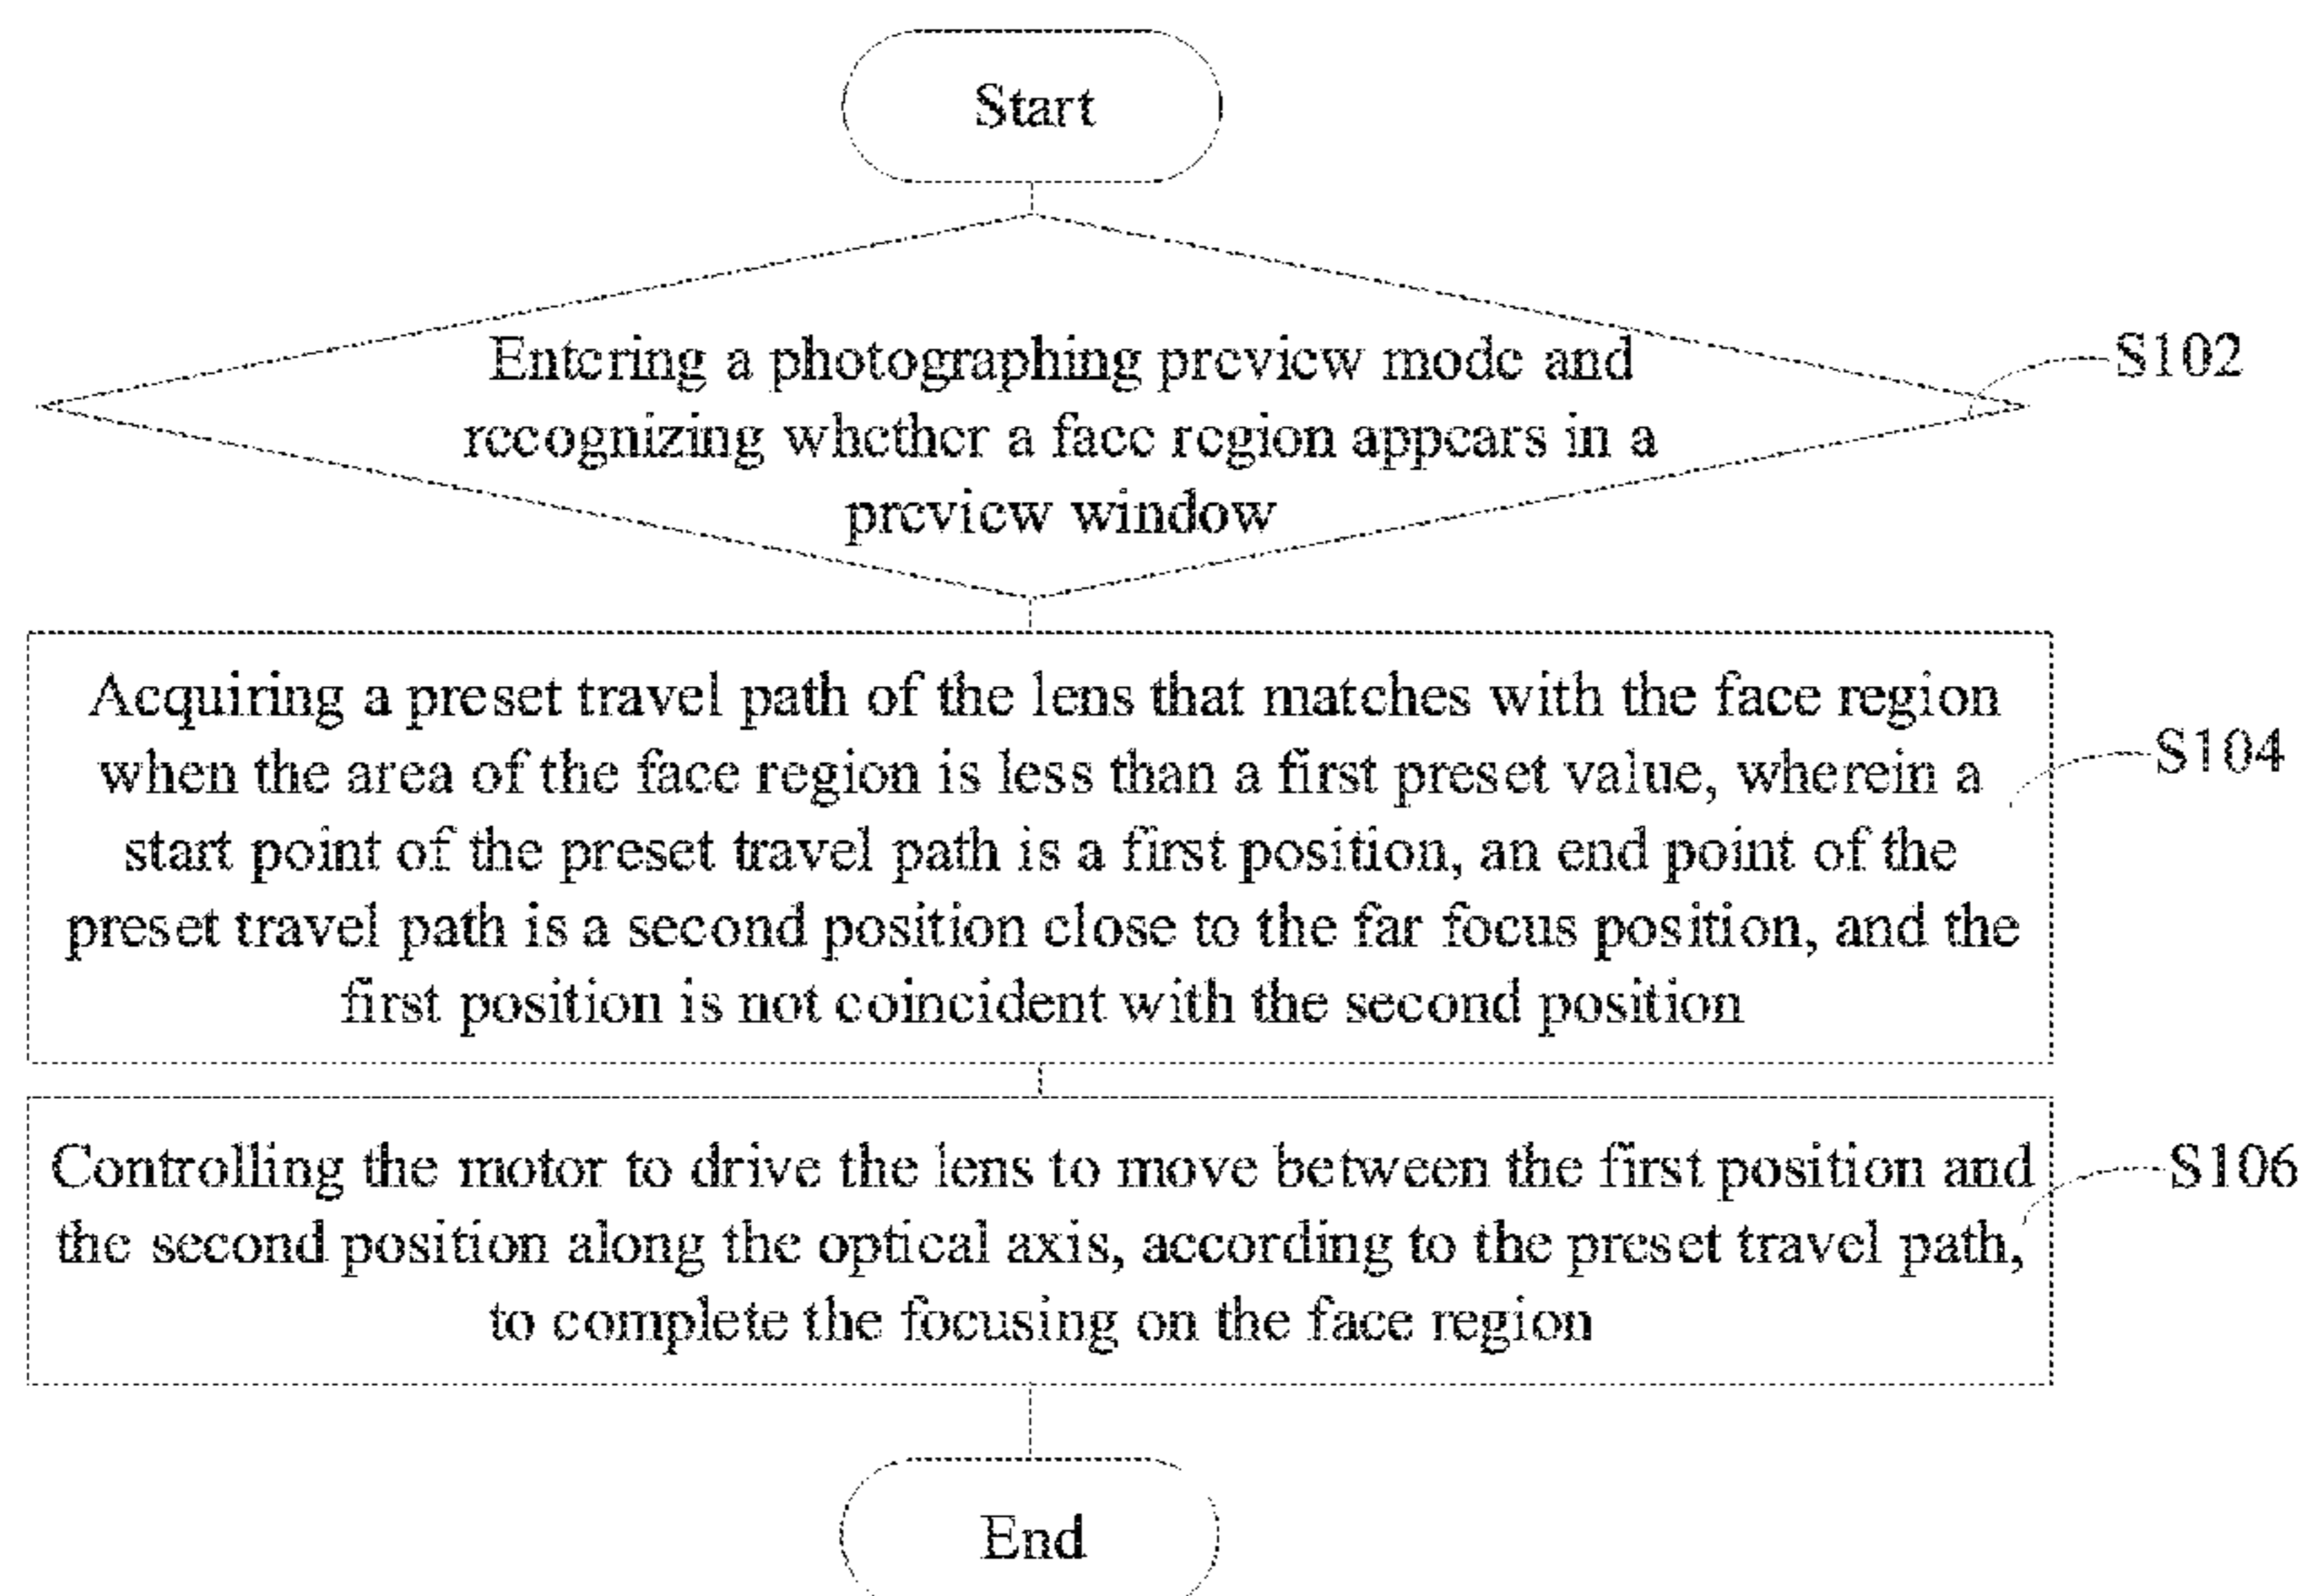 Start
Entering a photographing preview mode and
recognizing whether a face region appears in a
preview window
S102
Acquiring a preset travel path of the lens that matches with the face region
when the area of the face region is less than a first preset value, wherein a
start point of the preset travel path is a first position, an end point of the
preset travel path is a second position close to the far focus position, and the
first position is not coincident with the second position
S104
Controlling the motor to drive the lens to move between the first position and
the second position along the optical axis, according to the preset travel path,
to complete the focusing on the face region
S106
End